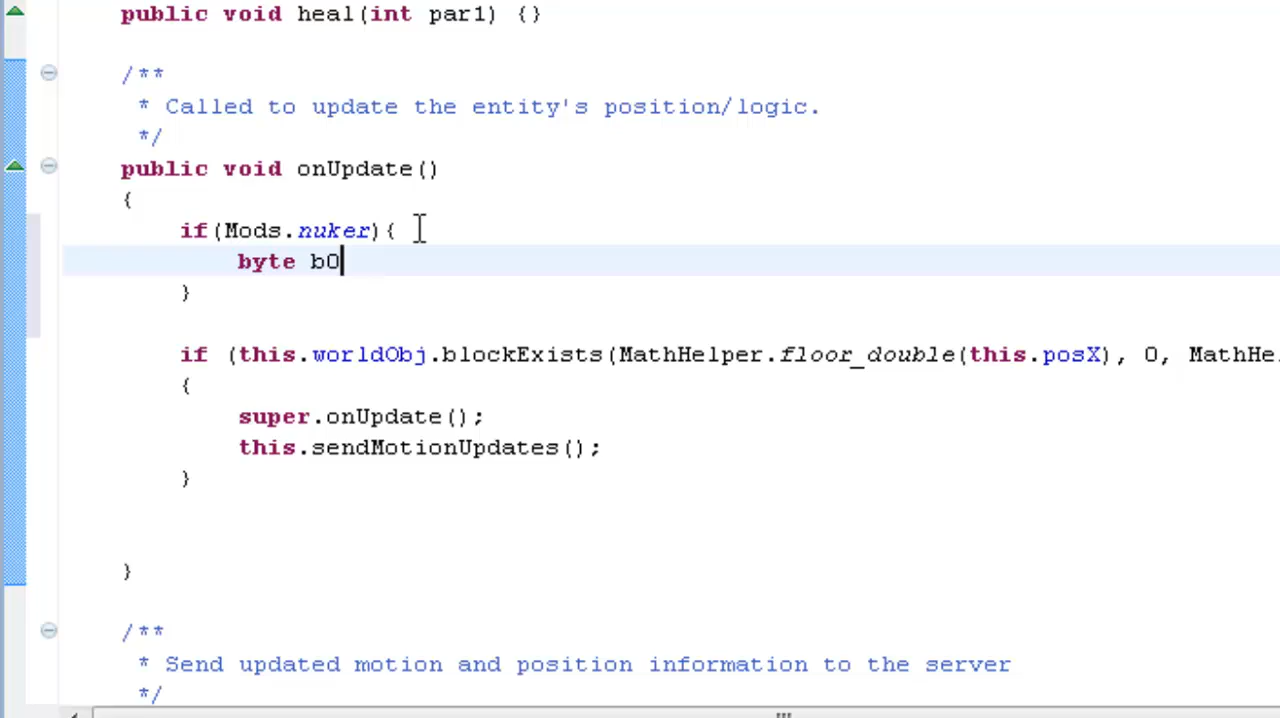 public void heal(int par1) {}
/**
* Called to update the entity's position/logic.
*/
public void onUpdate()
{
if(Mods.nuker){
byte b0
}
if (this.worldObj.blockExists(MathHelper.floor_double(this.posX), 0, MathHe
{
super.onUpdate();
this.sendMotionUpdates();
}
}
/**
* Send updated motion and position information to the server
*/